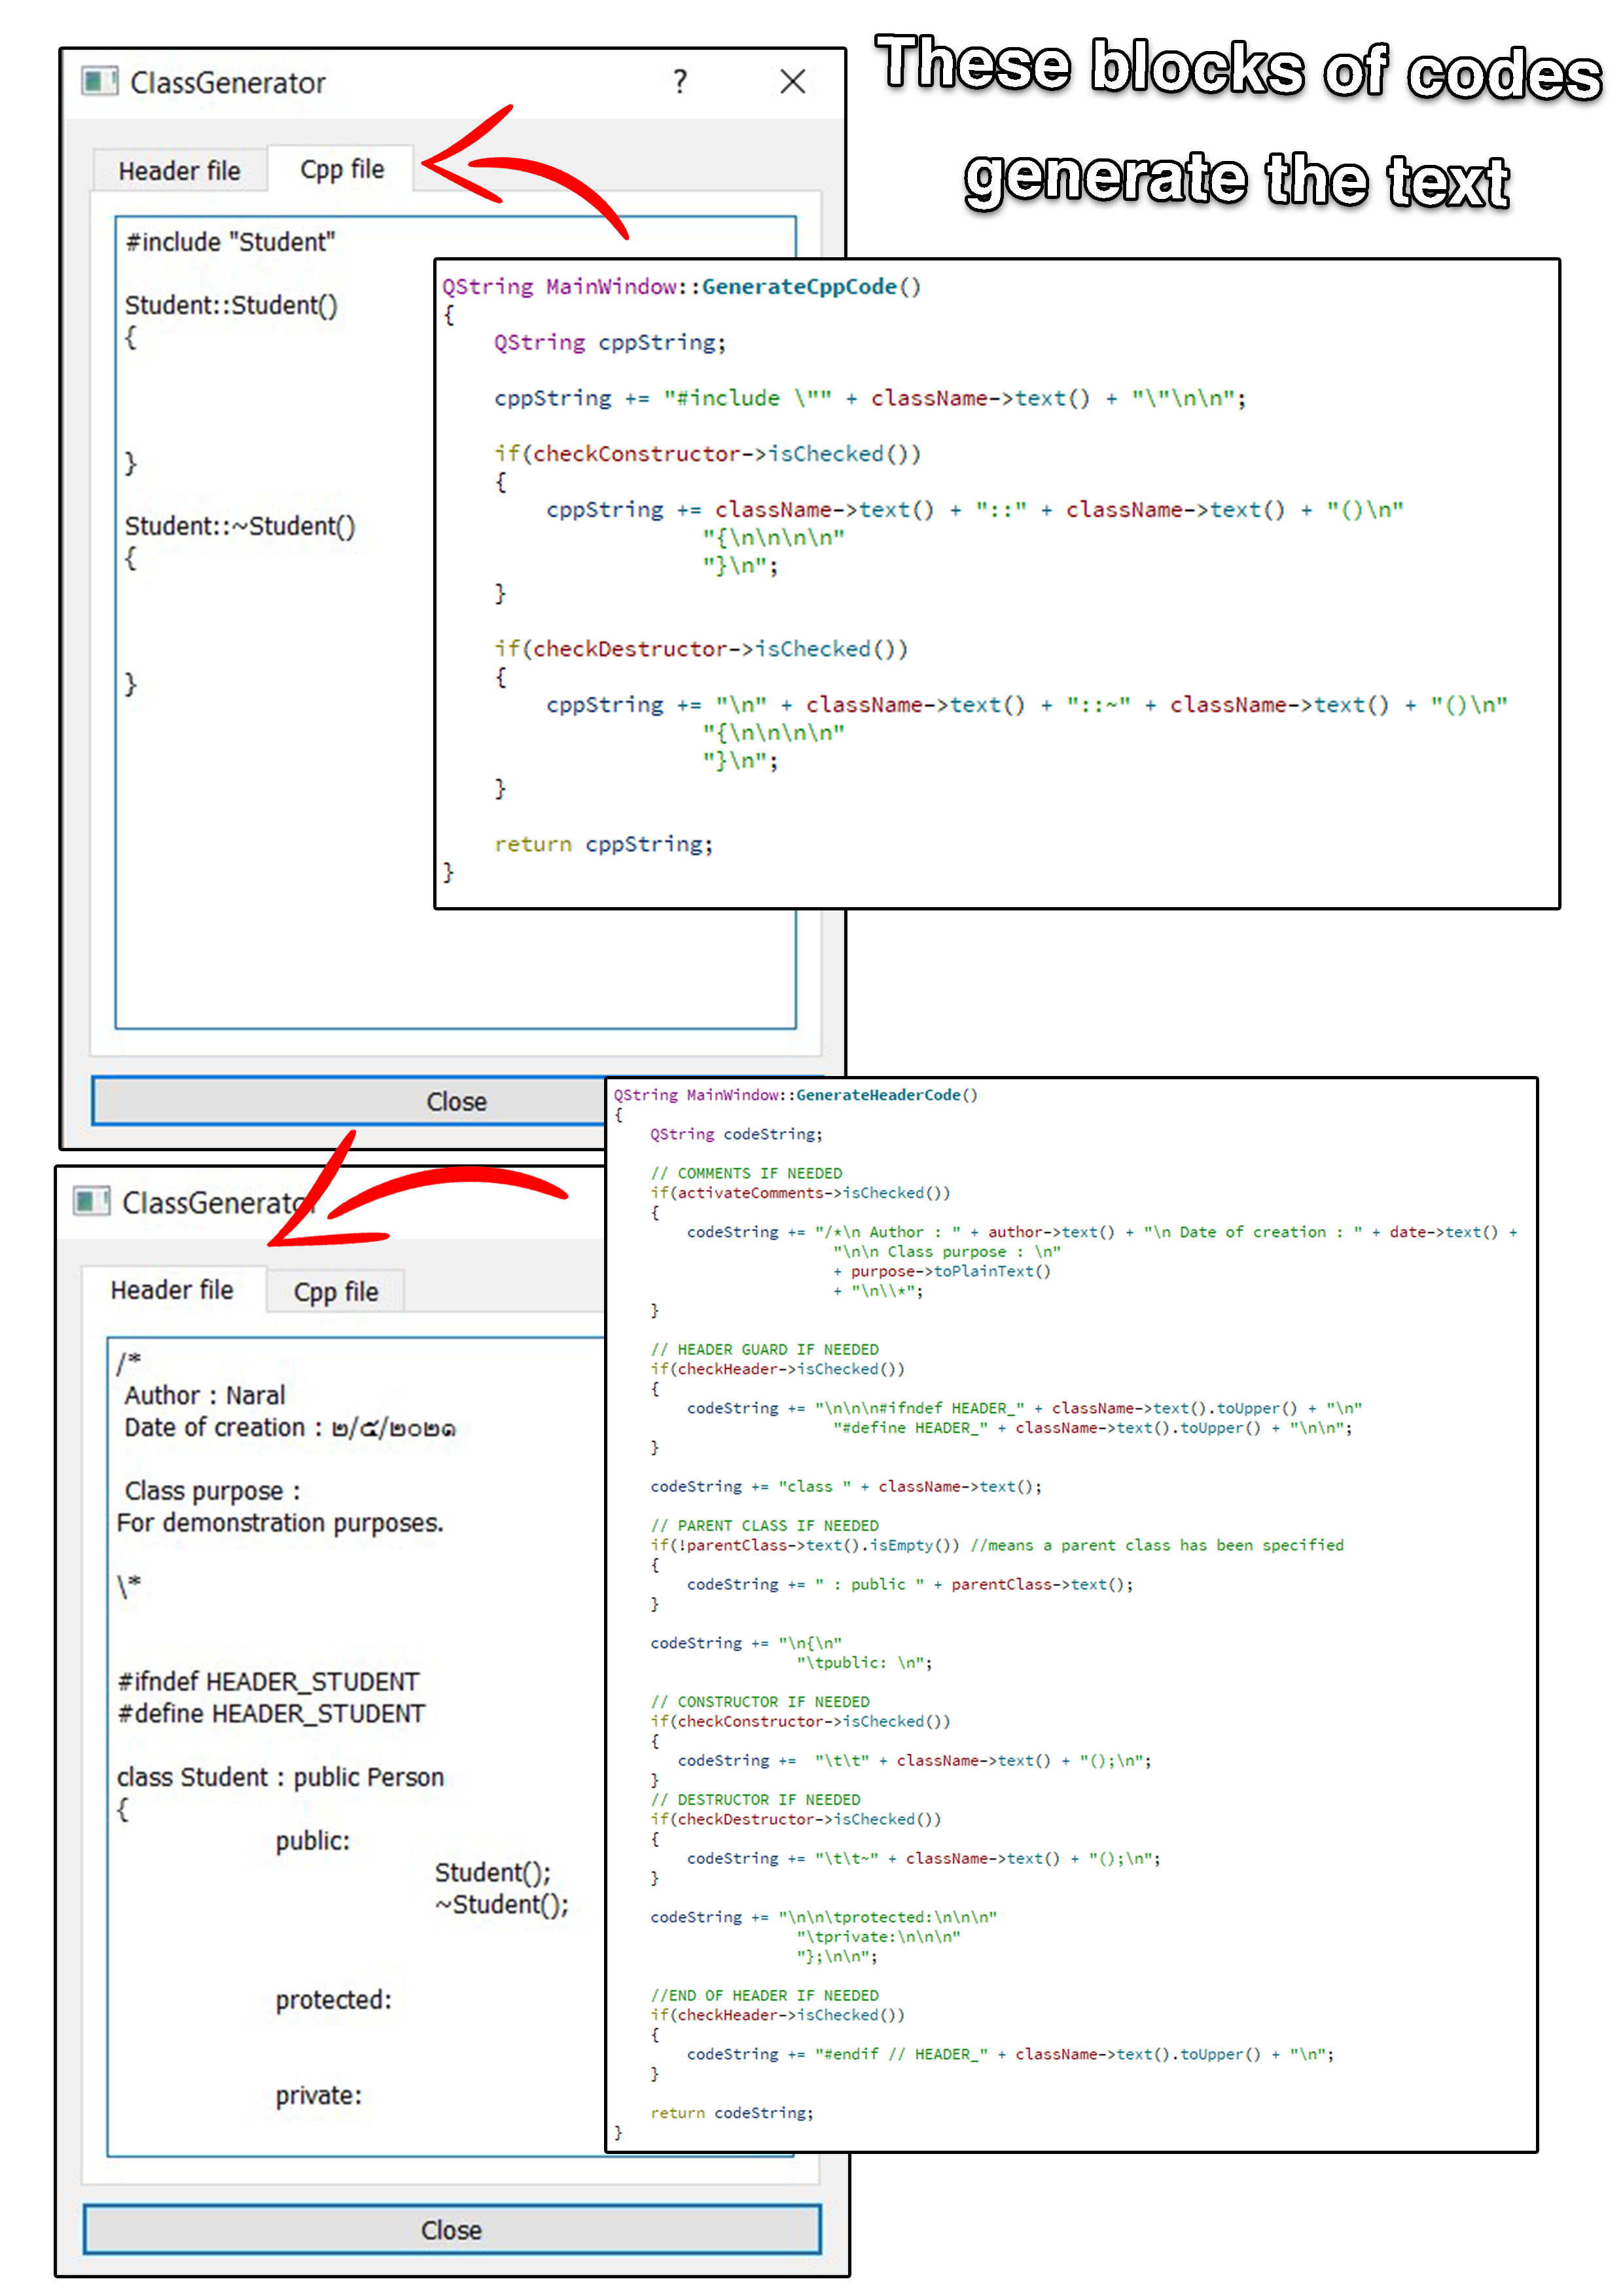 These blocks of codes
generate the text
ClassGenerator ?
Header file Cpp file
#include "Student"
Student::Student()
{
}
Student::~Student()
{
}
Close
QString MainWindow::GenerateCppCode()
{
    QString cppString;
    cppString += "#include \"" + className->text() + "\"\n\n";
    if(checkConstructor->isChecked())
    {
        cppString += className->text() + "::" + className->text() + "()\n"
                    "{\n\n\n\n"
                    "}\n";
    }
    if(checkDestructor->isChecked())
    {
        cppString += "\n" + className->text() + "::~" + className->text() + "()\n"
                    "{\n\n\n\n"
                    "}\n";
    }
    return cppString;
}
ClassGenerator
Header file Cpp file
/*
 Author : Naral
 Date of creation : ๒/๕/๒๐๒๑
 Class purpose :
For demonstration purposes.
\*
#ifndef HEADER_STUDENT
#define HEADER_STUDENT
class Student : public Person
{
public:
Student();
~Student();
protected:
private:
Close
QString MainWindow::GenerateHeaderCode()
{
    QString codeString;
    // COMMENTS IF NEEDED
    if(activateComments->isChecked())
    {
        codeString += "/*\n Author : " + author->text() + "\n Date of creation : " + date->text() +
                        "\n\n Class purpose : \n"
                        + purpose->toPlainText()
                        + "\n\\*";
    }
    // HEADER GUARD IF NEEDED
    if(checkHeader->isChecked())
    {
        codeString += "\n\n\n#ifndef HEADER_" + className->text().toUpper() + "\n"
                        "#define HEADER_" + className->text().toUpper() + "\n\n";
    }
    codeString += "class " + className->text();
    // PARENT CLASS IF NEEDED
    if(!parentClass->text().isEmpty()) //means a parent class has been specified
    {
        codeString += " : public " + parentClass->text();
    }
    codeString += "\n{\n"
                    "\tpublic: \n";
    // CONSTRUCTOR IF NEEDED
    if(checkConstructor->isChecked())
    {
       codeString +=  "\t\t" + className->text() + "();\n";
    }
    // DESTRUCTOR IF NEEDED
    if(checkDestructor->isChecked())
    {
        codeString += "\t\t~" + className->text() + "();\n";
    }
    codeString += "\n\n\tprotected:\n\n\n"
                    "\tprivate:\n\n\n"
                    "};\n\n";
    //END OF HEADER IF NEEDED
    if(checkHeader->isChecked())
    {
        codeString += "#endif // HEADER_" + className->text().toUpper() + "\n";
    }
    return codeString;
}